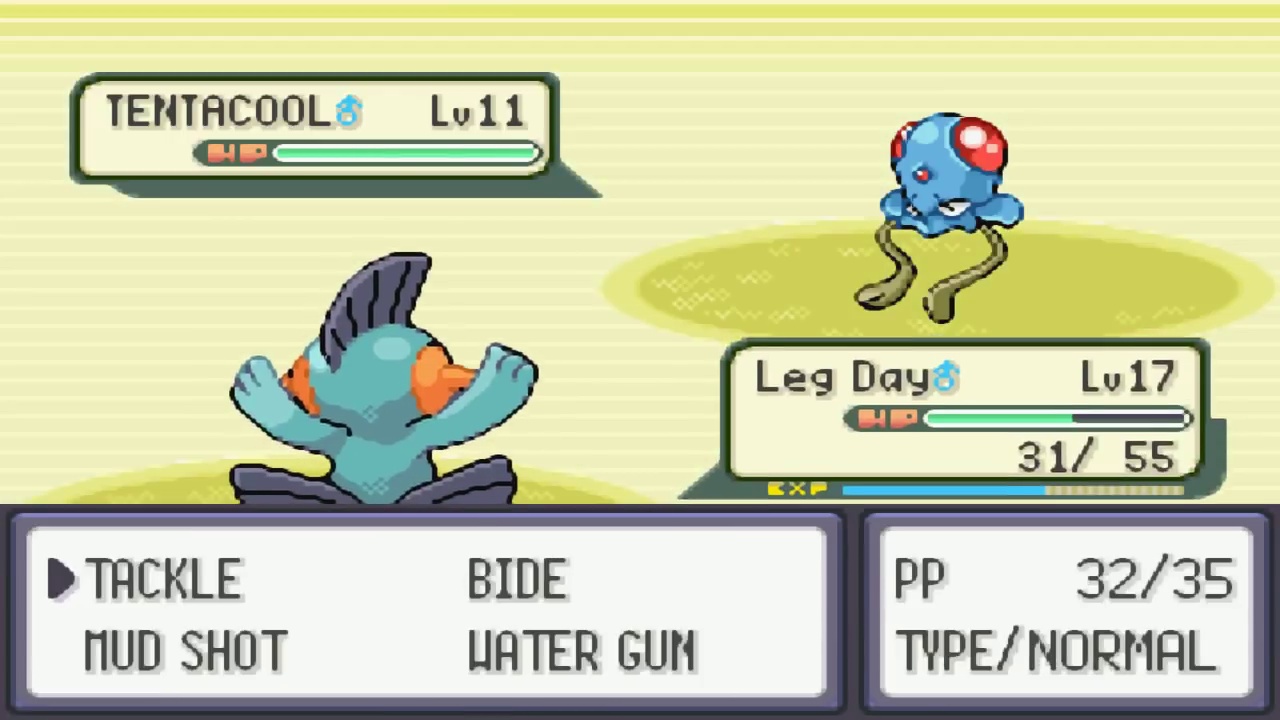 TENTACOOL♂ Lv11
HP
Leg Day♂ Lv17
HP
31/ 55
EXP
TACKLE BIDE
MUD SHOT WATER GUN
PP 32/35
TYPE/NORMAL